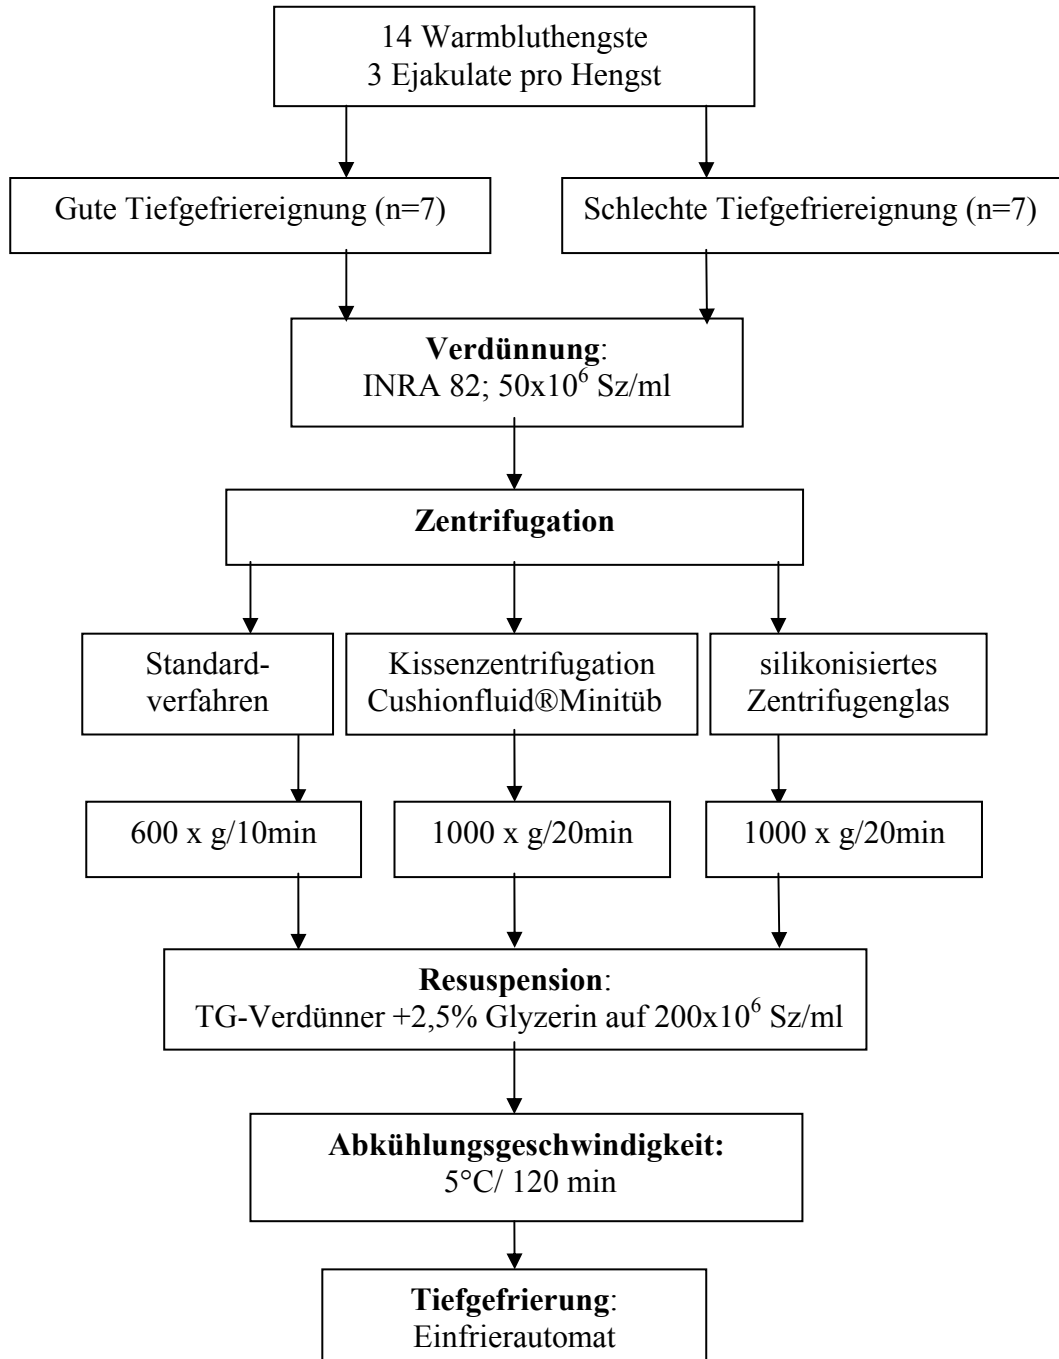 14 Warmbluthengste
3 Ejakulate pro Hengst
Gute Tiefgefriereignung (n=7)
Schlechte Tiefgefriereignung (n=7)
Verdünnung:
INRA 82; 50x10⁶ Sz/ml
Zentrifugation
Standard-
verfahren
Kissenzentrifugation
Cushionfluid®Minitüb
silikonisiertes
Zentrifugenglas
600 x g/10min
1000 x g/20min
1000 x g/20min
Resuspension:
TG-Verdünner +2,5% Glyzerin auf 200x10⁶ Sz/ml
Abkühlungsgeschwindigkeit:
5°C/ 120 min
Tiefgefrierung:
Einfrierautomat